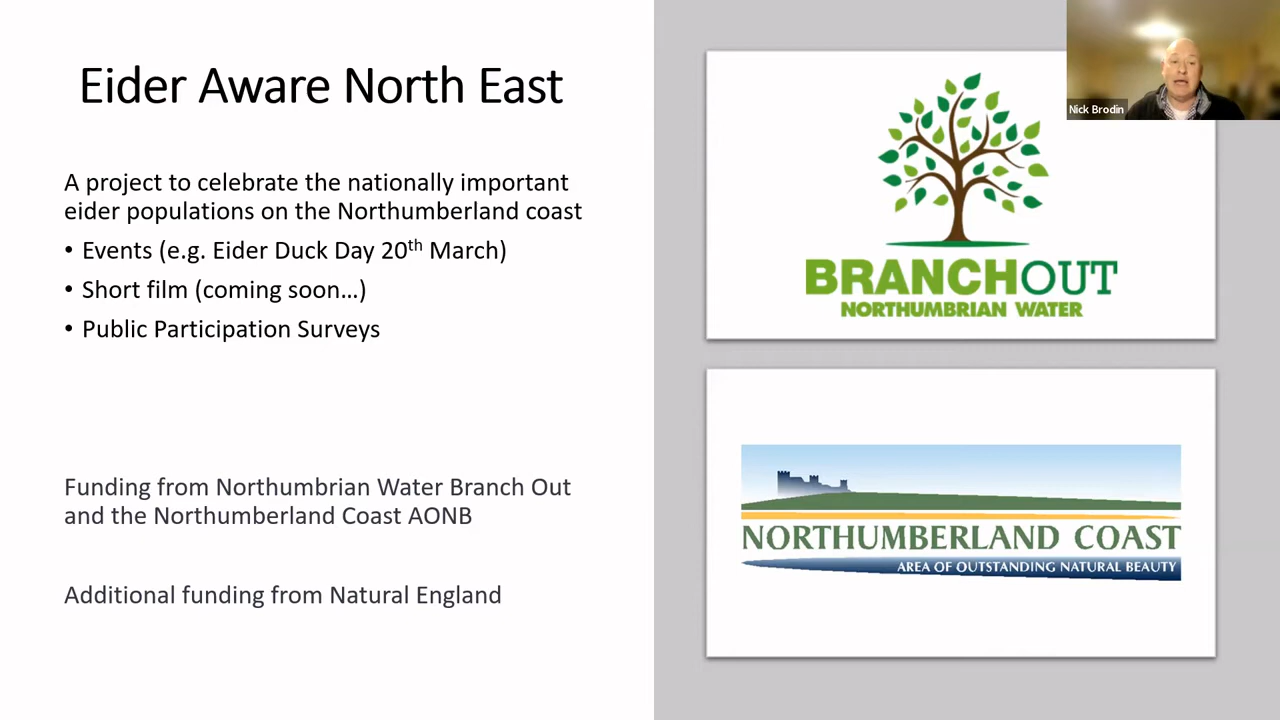 Eider Aware North East
A project to celebrate the nationally important
eider populations on the Northumberland coast
• Events (e.g. Eider Duck Day 20th March)
• Short film (coming soon…)
• Public Participation Surveys
Funding from Northumbrian Water Branch Out
and the Northumberland Coast AONB
Additional funding from Natural England
BRANCHOUT
NORTHUMBRIAN WATER
NORTHUMBERLAND COAST
AREA OF OUTSTANDING NATURAL BEAUTY
Nick Brodin